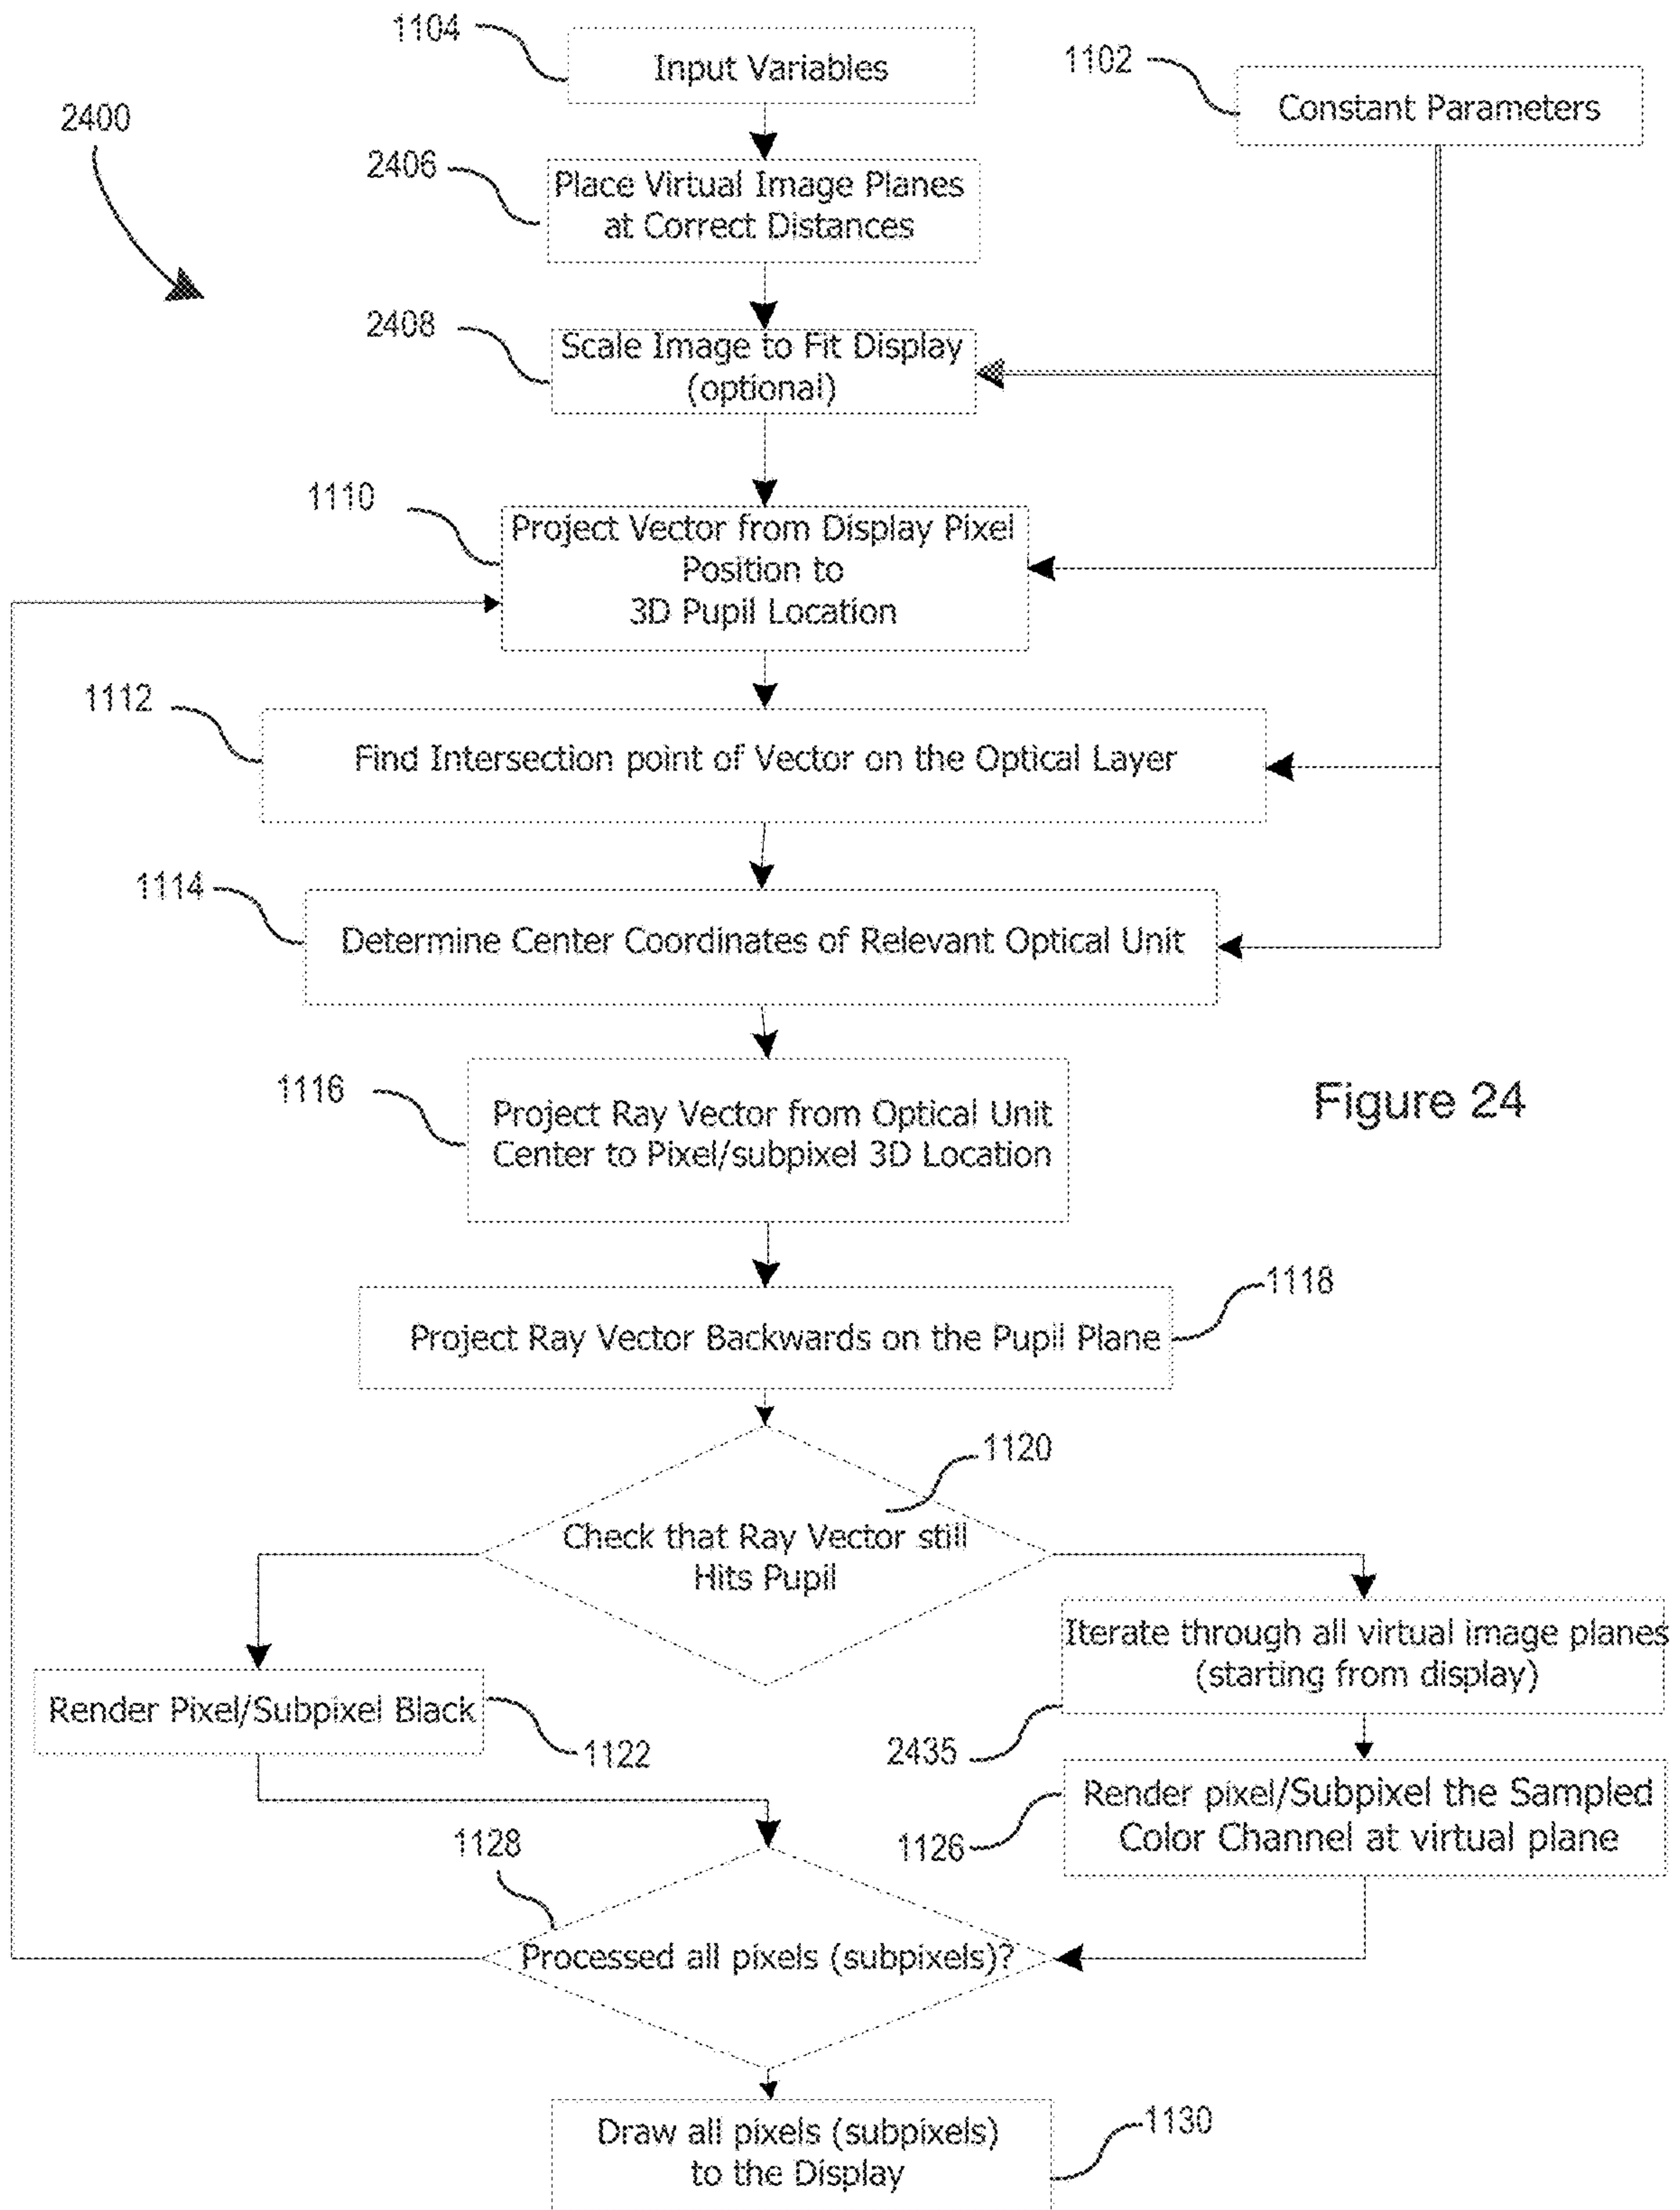 1104
Input Variables
1102
Constant Parameters
2400
2406
Place Virtual Image Planes
at Correct Distances
2408
Scale Image to Fit Display
(optional)
1110
Project Vector from Display Pixel
Position to
3D Pupil Location
1112
Find Intersection point of Vector on the Optical Layer
1114
Determine Center Coordinates of Relevant Optical Unit
1116
Project Ray Vector from Optical Unit
Center to Pixel/subpixel 3D Location
Figure 24
1118
Project Ray Vector Backwards on the Pupil Plane
1120
Check that Ray Vector still
Hits Pupil
Iterate through all virtual image planes
(starting from display)
Render Pixel/Subpixel Black
1122
2435
Render pixel/Subpixel the Sampled
Color Channel at virtual plane
1126
1128
Processed all pixels (subpixels)?
Draw all pixels (subpixels)
to the Display
1130